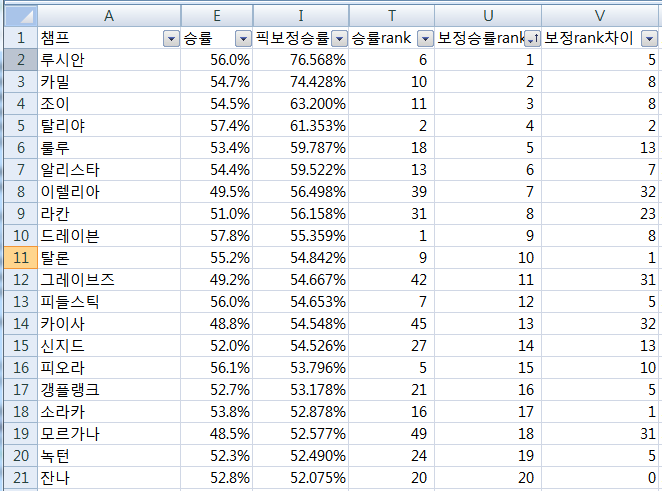 A E I T U V
1 챔프 승률 픽보정승률 승률rank 보정승률rank 보정rank차이
2 루시안 56.0% 76.568% 6 1 5
3 카밀 54.7% 74.428% 10 2 8
4 조이 54.5% 63.200% 11 3 8
5 탈리야 57.4% 61.353% 2 4 2
6 룰루 53.4% 59.787% 18 5 13
7 알리스타 54.4% 59.522% 13 6 7
8 이렐리아 49.5% 56.498% 39 7 32
9 라칸 51.0% 56.158% 31 8 23
10 드레이븐 57.8% 55.359% 1 9 8
11 탈론 55.2% 54.842% 9 10 1
12 그레이브즈 49.2% 54.667% 42 11 31
13 피들스틱 56.0% 54.653% 7 12 5
14 카이사 48.8% 54.548% 45 13 32
15 신지드 52.0% 54.526% 27 14 13
16 피오라 56.1% 53.796% 5 15 10
17 갱플랭크 52.7% 53.178% 21 16 5
18 소라카 53.8% 52.878% 16 17 1
19 모르가나 48.5% 52.577% 49 18 31
20 녹턴 52.3% 52.490% 24 19 5
21 잔나 52.8% 52.075% 20 20 0